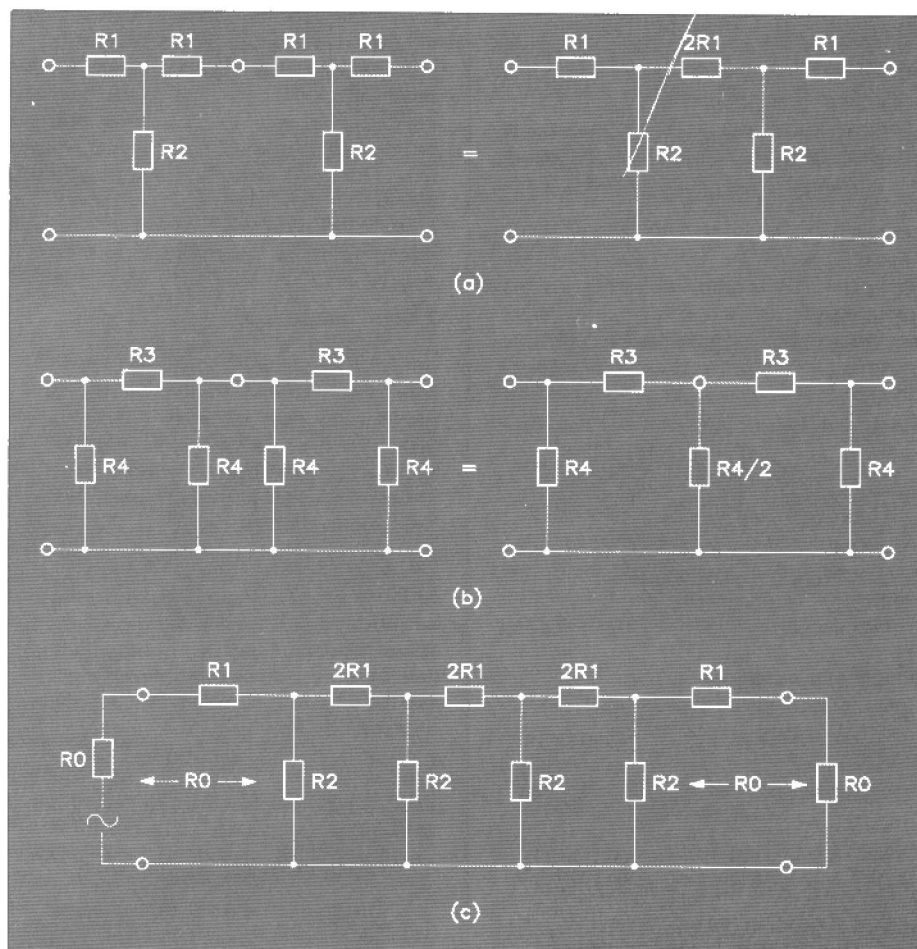 R1 R1 R1 R1 R1 2R1 R1
R2 R2 = R2 R2
(a)
R3 R3 R3 R3
R4 R4 R4 R4 = R4 R4/2 R4
(b)
R1 2R1 2R1 2R1 R1
R0 R0 R2 R2 R2 R2 R0 R0
(c)